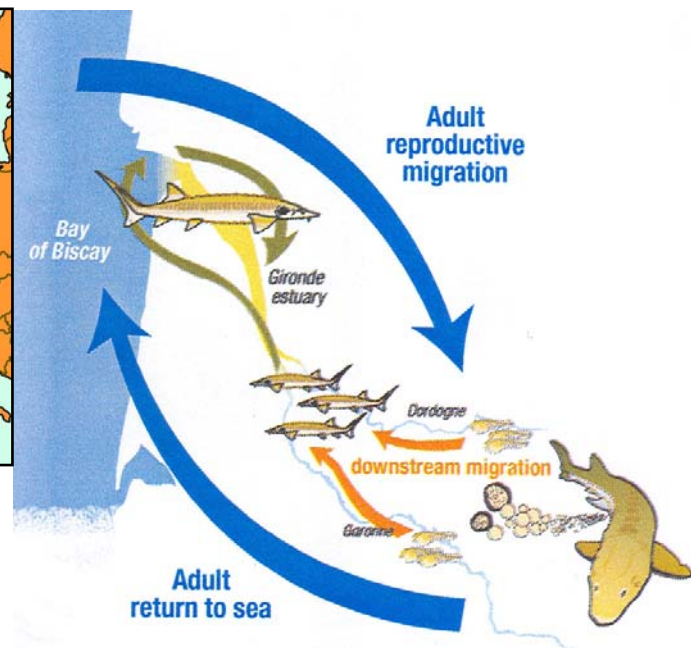 Adult
reproductive
migration
Bay
of Biscay
Gironde
estuary
Dordogne
downstream migration
Garonne
Adult
return to sea